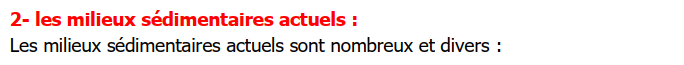 2- les milieux sédimentaires actuels :
Les milieux sédimentaires actuels sont nombreux et divers :